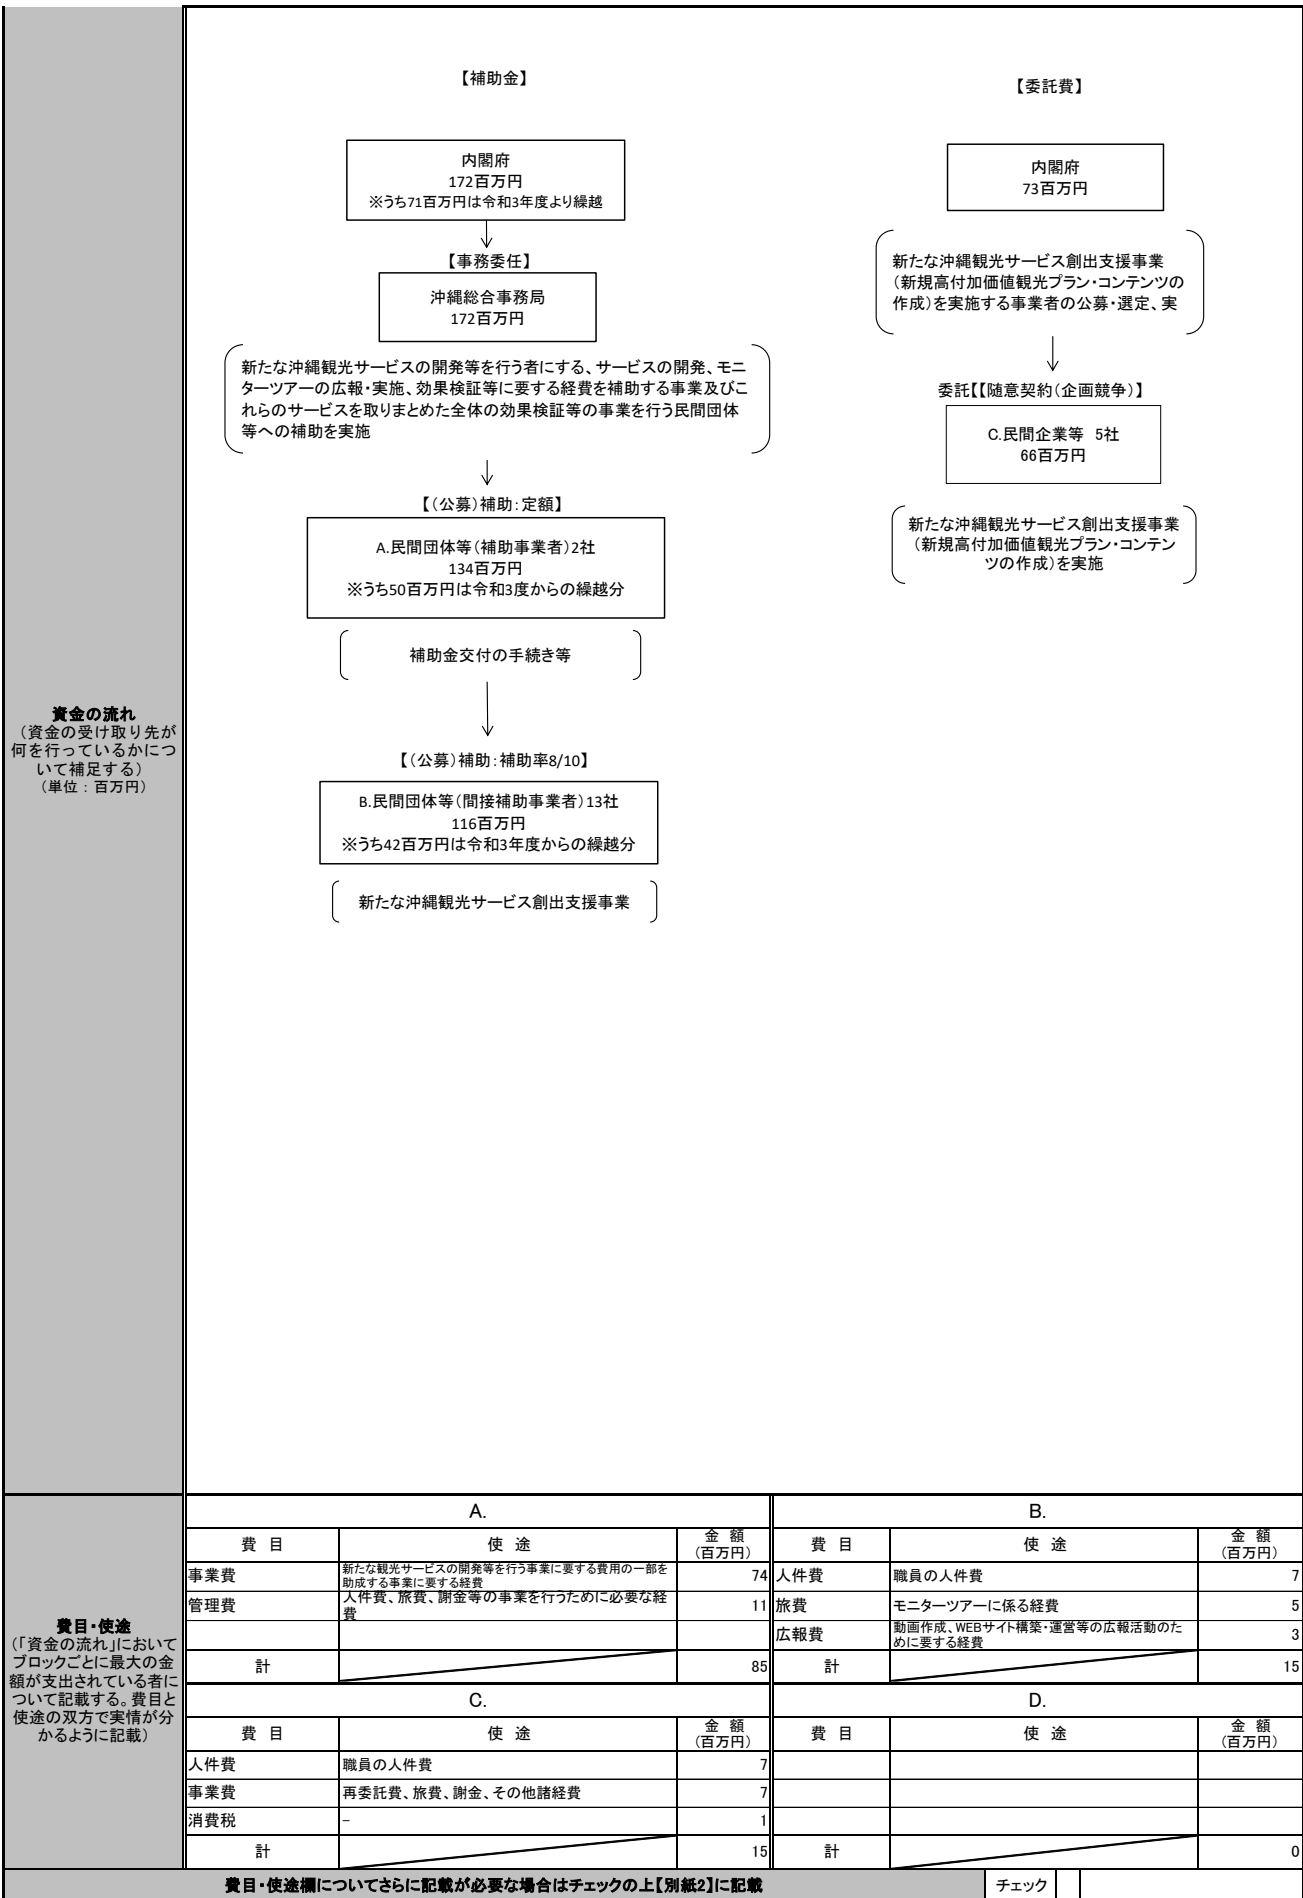 資金の流れ
（資金の受け取り先が
何を行っているかにつ
いて補足する）
（単位：百万円）
【補助金】
内閣府
172百万円
※うち71百万円は令和3年度より繰越
【事務委任】
沖縄総合事務局
172百万円
新たな沖縄観光サービスの開発等を行う者にする、サービスの開発、モニ
ターツアーの広報・実施、効果検証等に要する経費を補助する事業及びこ
れらのサービスを取りまとめた全体の効果検証等の事業を行う民間団体
等への補助を実施
【（公募）補助：定額】
A.民間団体等（補助事業者）2社
134百万円
※うち50百万円は令和3度からの繰越分
補助金交付の手続き等
【（公募）補助：補助率8/10】
B.民間団体等（間接補助事業者）13社
116百万円
※うち42百万円は令和3年度からの繰越分
新たな沖縄観光サービス創出支援事業
【委託費】
内閣府
73百万円
新たな沖縄観光サービス創出支援事業
（新規高付加価値観光プラン・コンテンツの
作成）を実施する事業者の公募・選定、実
委託【【随意契約（企画競争）】
C.民間企業等 5社
66百万円
新たな沖縄観光サービス創出支援事業
（新規高付加価値観光プラン・コンテン
ツの作成）を実施
費目・使途
（「資金の流れ」において
ブロックごとに最大の金
額が支出されている者に
ついて記載する。費目と
使途の双方で実情が分
かるように記載）
A.
費 目 使 途 金 額
（百万円）
事業費 新たな観光サービスの開発等を行う事業に要する費用の一部を
助成する事業に要する経費 74
管理費 人件費、旅費、謝金等の事業を行うために必要な経
費 11
計 85
B.
費 目 使 途 金 額
（百万円）
人件費 職員の人件費 7
旅費 モニターツアーに係る経費 5
広報費 動画作成、WEBサイト構築・運営等の広報活動のた
めに要する経費 3
計 15
C.
費 目 使 途 金 額
（百万円）
人件費 職員の人件費 7
事業費 再委託費、旅費、謝金、その他諸経費 7
消費税 - 1
計 15
D.
費 目 使 途 金 額
（百万円）
計 0
費目・使途欄についてさらに記載が必要な場合はチェックの上【別紙2】に記載 チェック